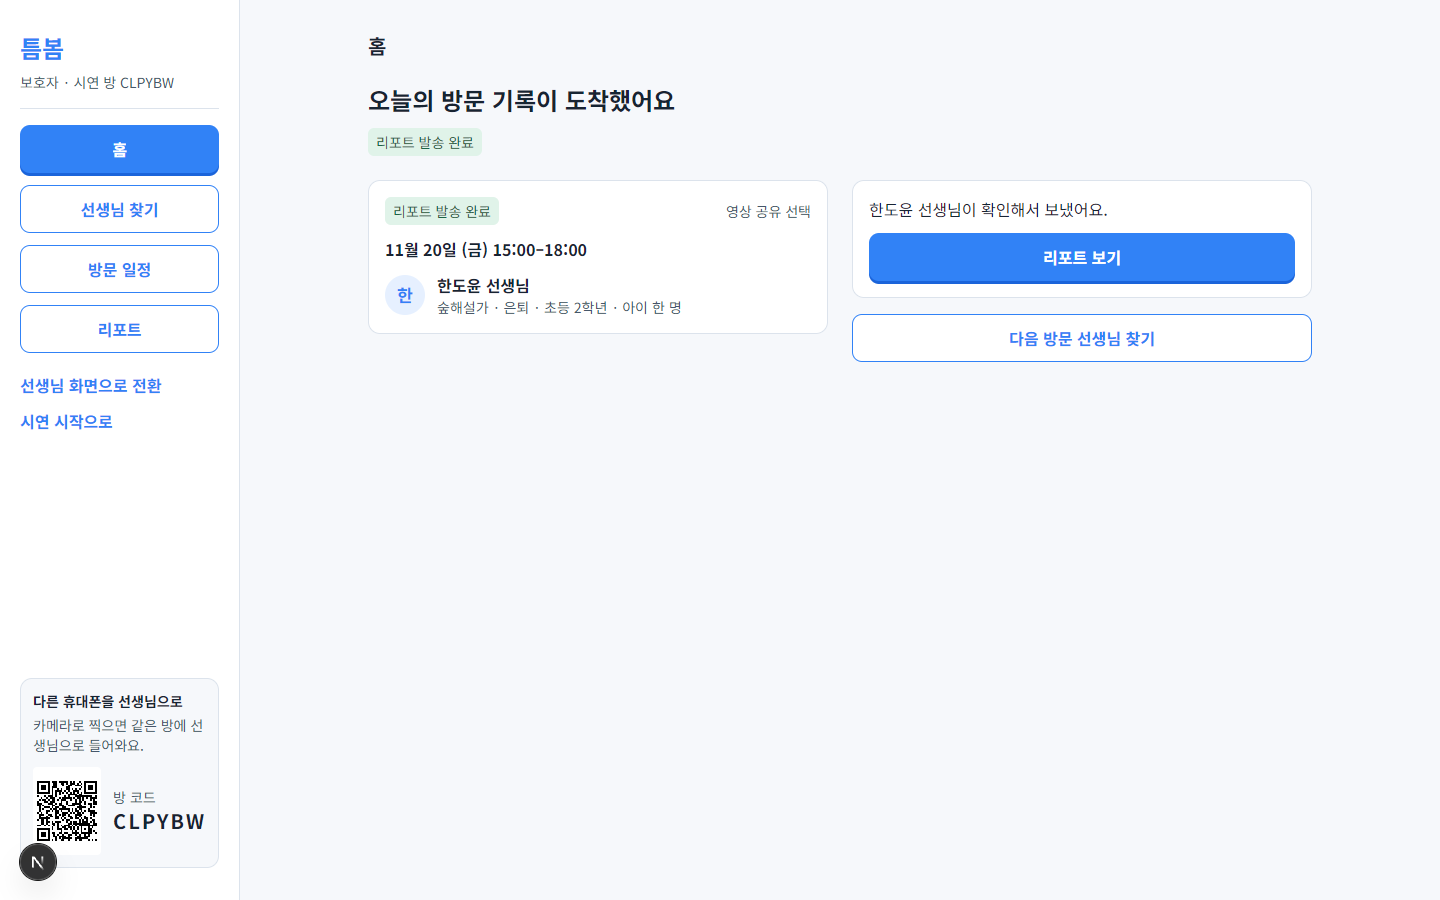 틈봄
보호자 · 시연 방 CLPYBW
홈
선생님 찾기
방문 일정
리포트
선생님 화면으로 전환
시연 시작으로
다른 휴대폰을 선생님으로
카메라로 찍으면 같은 방에 선
생님으로 들어와요.
방 코드
CLPYBW
N
홈
오늘의 방문 기록이 도착했어요
리포트 발송 완료
리포트 발송 완료
영상 공유 선택
11월 20일 (금) 15:00–18:00
한
한도윤 선생님
숲해설가 · 은퇴 · 초등 2학년 · 아이 한 명
한도윤 선생님이 확인해서 보냈어요.
리포트 보기
다음 방문 선생님 찾기